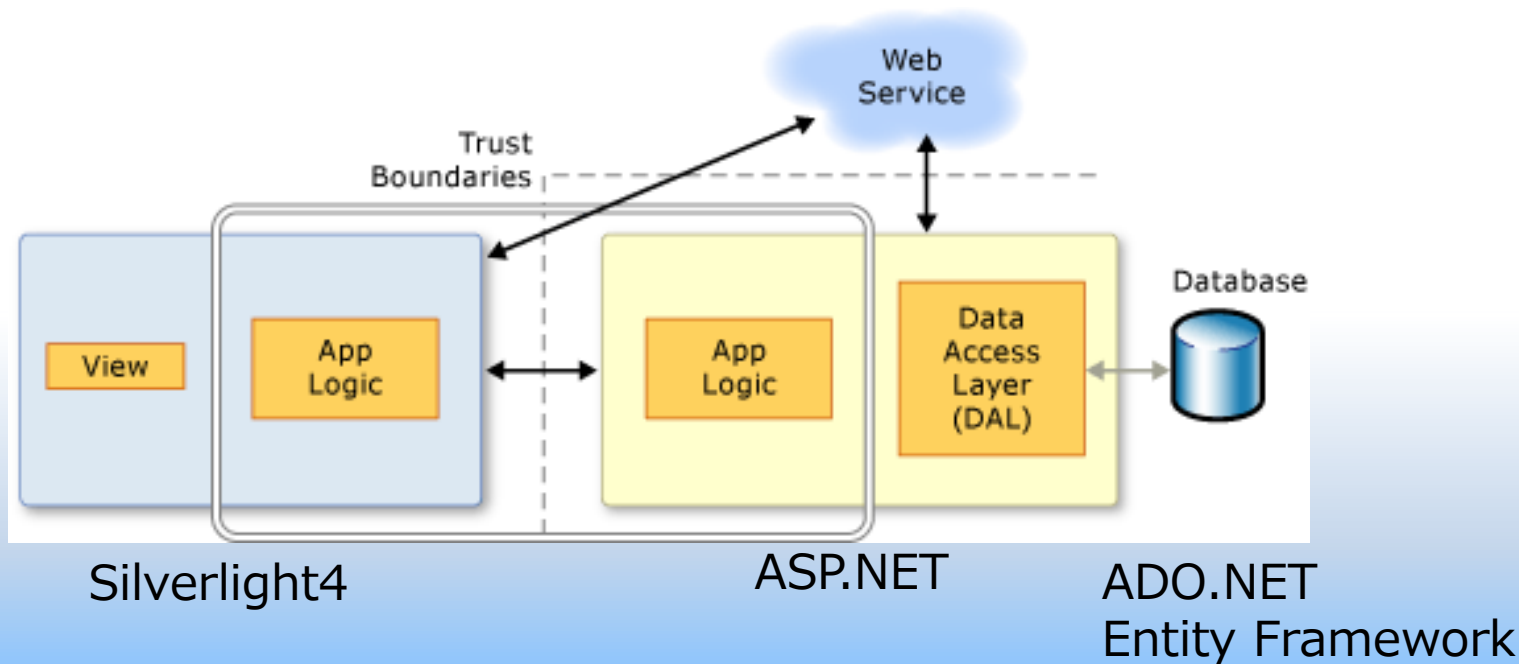 Web
Service
Trust
Boundaries
Database
View
App
Logic
App
Logic
Data
Access
Layer
(DAL)
Silverlight4
ASP.NET
ADO.NET
Entity Framework